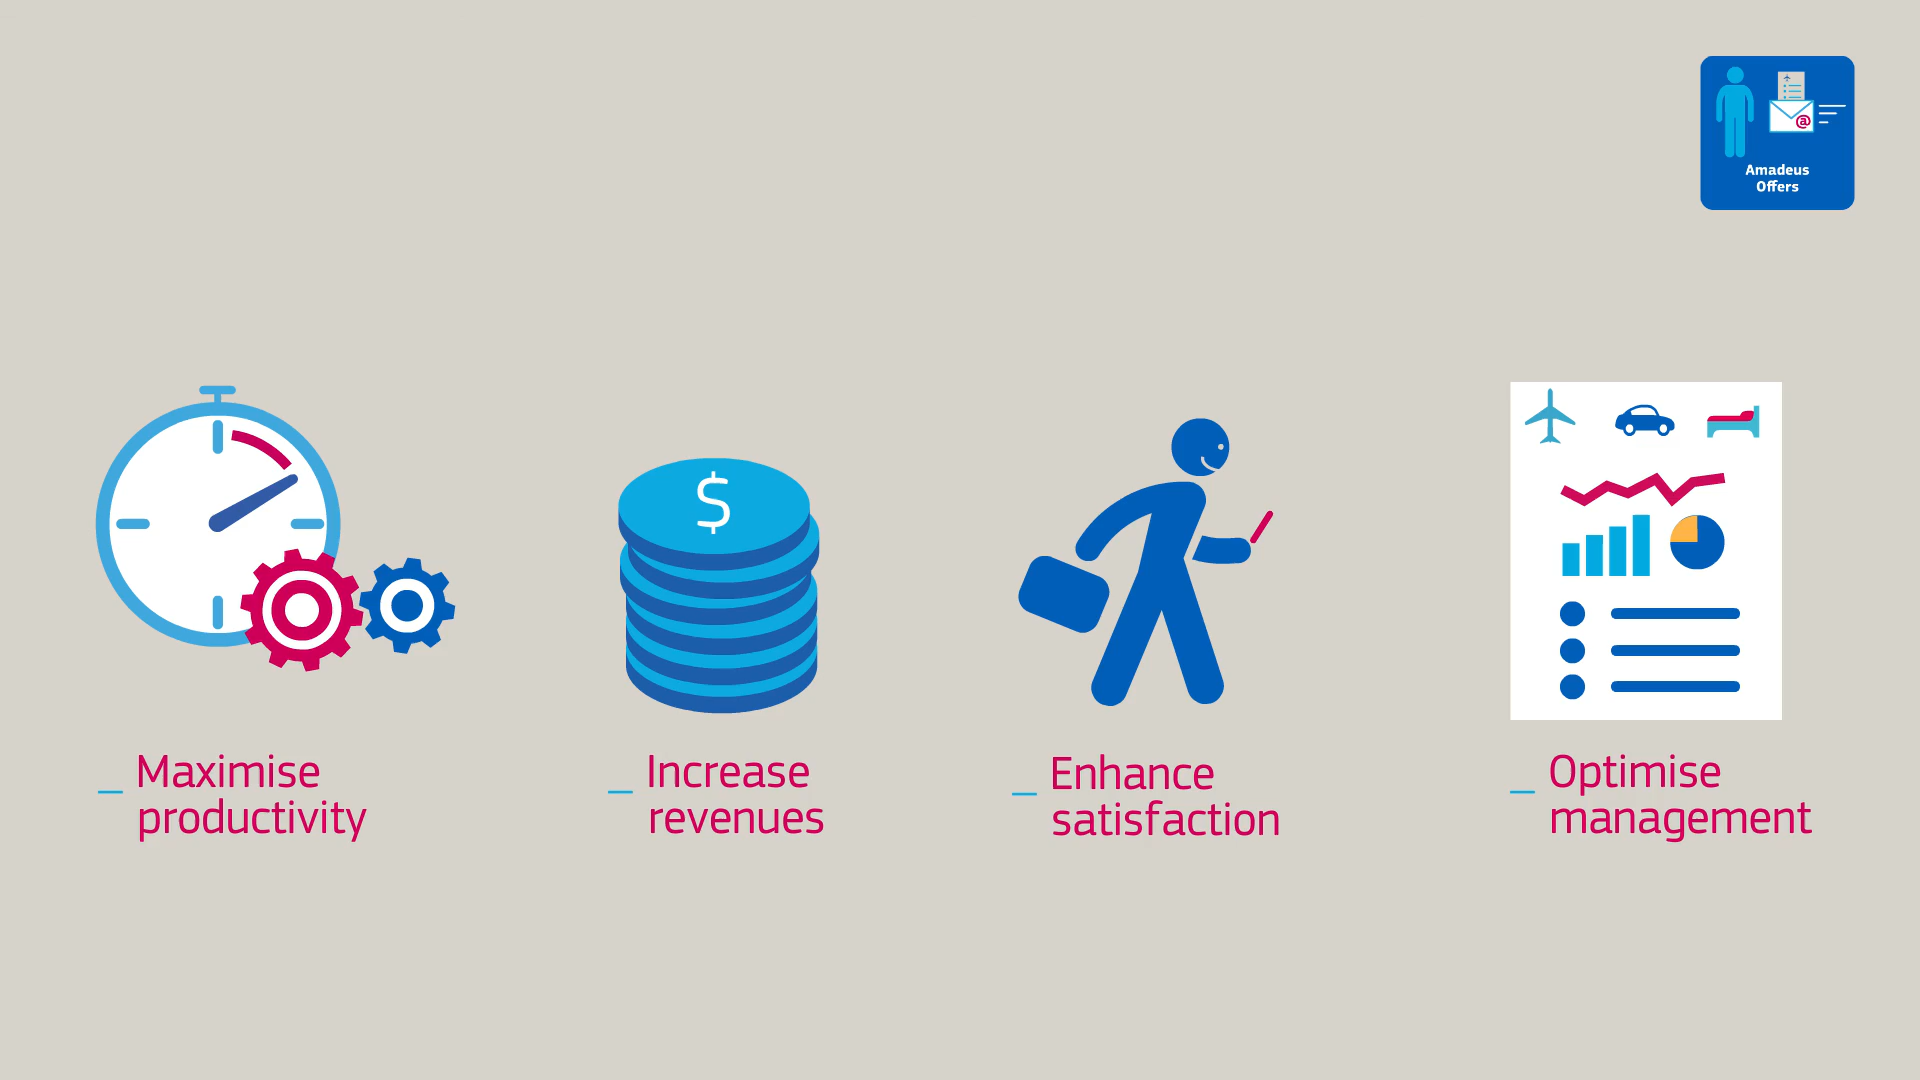 @
Amadeus
Offers
$
_ Maximise
productivity
_ Increase
revenues
_ Enhance
satisfaction
_ Optimise
management